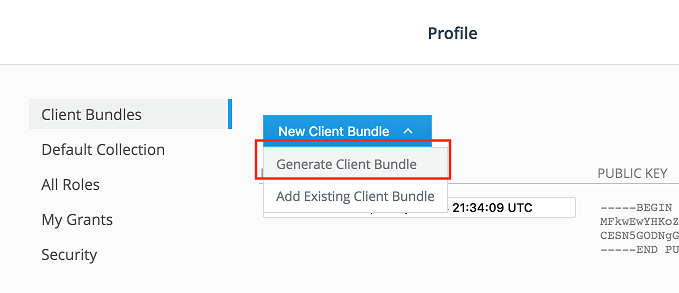 Profile
Client Bundles
Default Collection
All Roles
My Grants
Security
New Client Bundle
Generate Client Bundle
Add Existing Client Bundle
21:34:09 UTC
PUBLIC KEY
-----BEGIN
MFkwEwYHKoZ
CESN5GODNgG
-----END PU